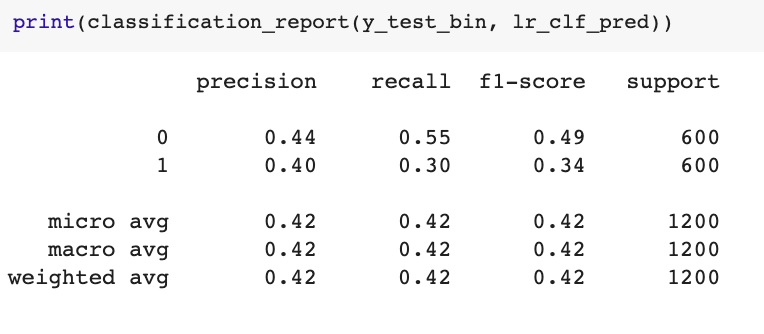 print(classification_report(y_test_bin, lr_clf_pred))
precision recall f1-score support
0 0.44 0.55 0.49 600
1 0.40 0.30 0.34 600
micro avg 0.42 0.42 0.42 1200
macro avg 0.42 0.42 0.42 1200
weighted avg 0.42 0.42 0.42 1200